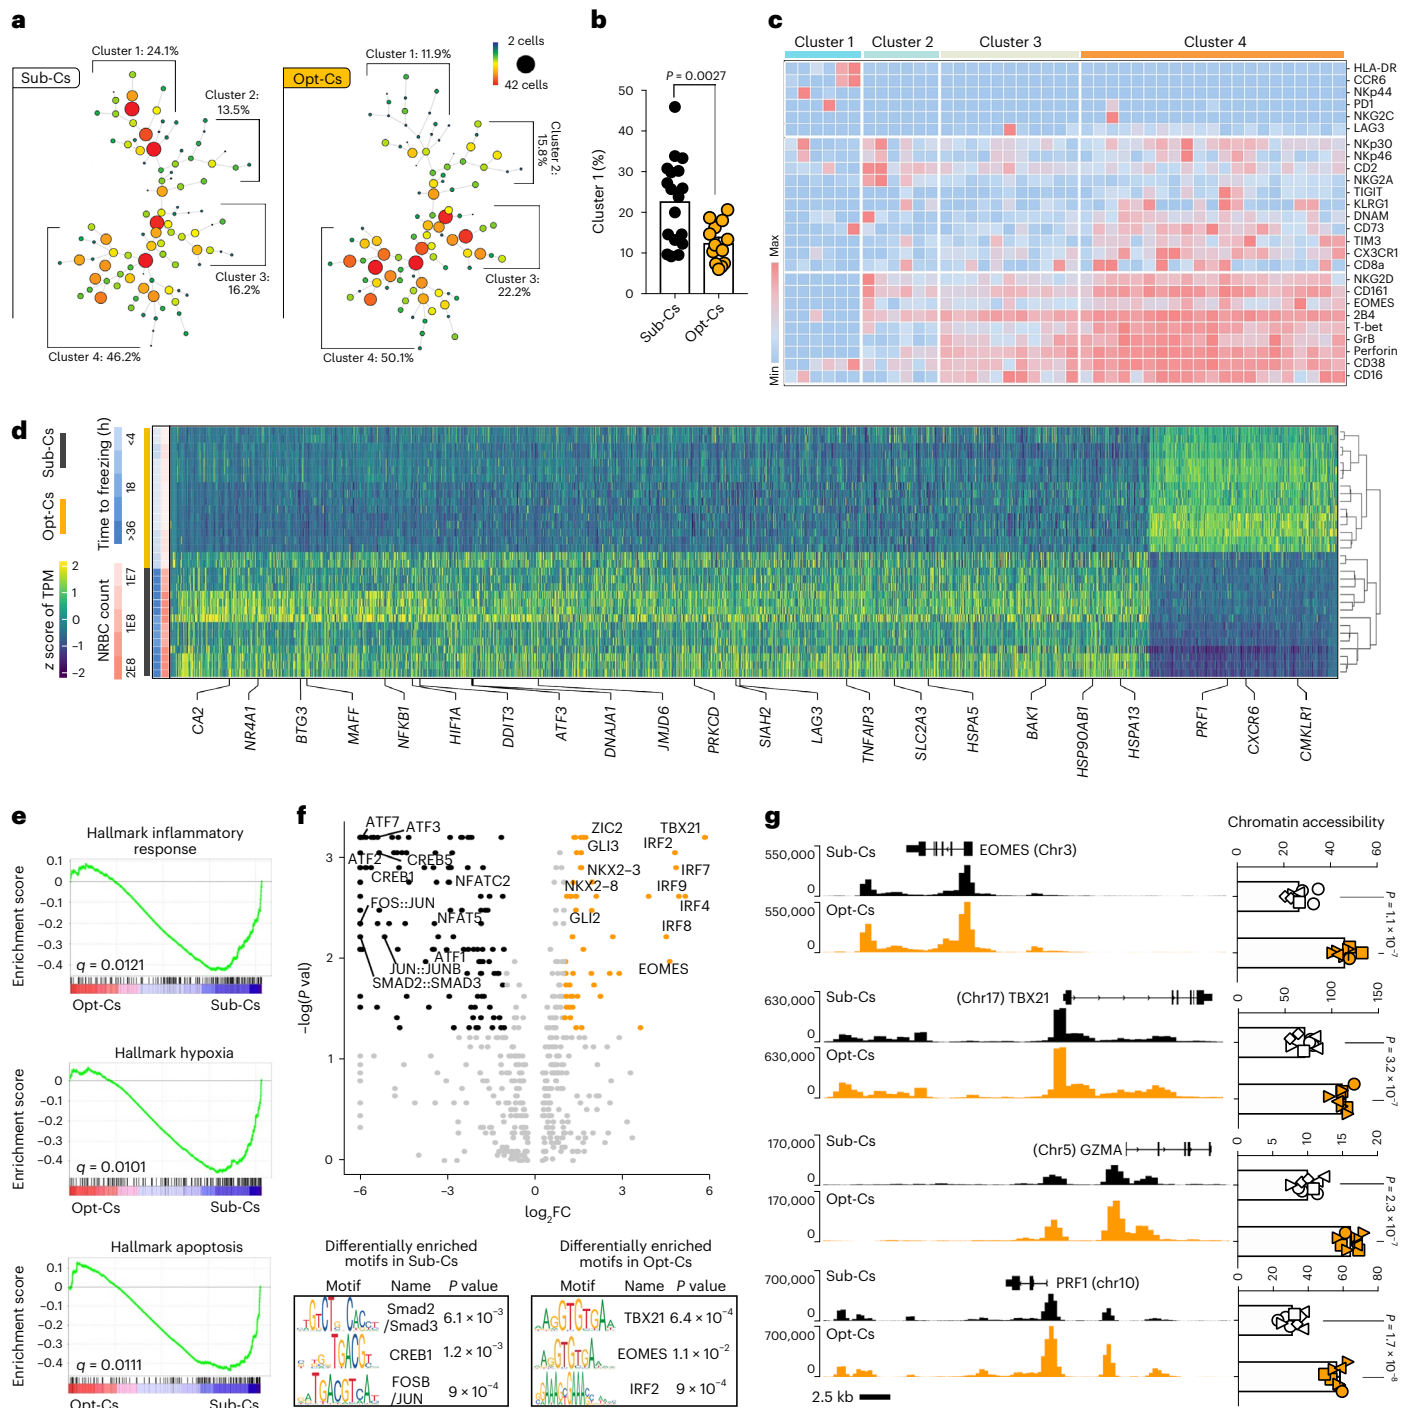 a
Sub-Cs
Cluster 1: 24.1%
Cluster 2:
13.5%
Cluster 3:
16.2%
Cluster 4: 46.2%
Opt-Cs
Cluster 1: 11.9%
Cluster 2:
15.8%
Cluster 3:
22.2%
Cluster 4: 50.1%
2 cells
42 cells
b
P = 0.0027
Cluster 1 (%)
50
40
30
20
10
0
Sub-Cs
Opt-Cs
c
Cluster 1
Cluster 2
Cluster 3
Cluster 4
HLA-DR
CCR6
NKp44
PD1
NKG2C
LAG3
NKp30
NKp46
CD2
NKG2A
TIGIT
KLRG1
DNAM
CD73
TIM3
CX3CR1
CD8a
NKG2D
CD161
EOMES
2B4
T-bet
GrB
Perforin
CD38
CD16
Max
Min
d
Sub-Cs
Opt-Cs
Time to freezing (h)
<4
18
>36
z score of TPM
2
1
0
−1
−2
NRBC count
1E7
1E8
2E8
CA2
NR4A1
BTG3
MAFF
NFKB1
HIF1A
DDIT3
ATF3
DNAJA1
JMJD6
PRKCD
SIAH2
LAG3
TNFAIP3
SLC2A3
HSPA5
BAK1
HSP90AB1
HSPA13
PRF1
CXCR6
CMKLR1
e
Hallmark inflammatory
response
Enrichment score
0.1
0
−0.1
−0.2
−0.3
−0.4
q = 0.0121
Opt-Cs
Sub-Cs
Hallmark hypoxia
Enrichment score
0
−0.1
−0.2
−0.3
−0.4
q = 0.0101
Opt-Cs
Sub-Cs
Hallmark apoptosis
Enrichment score
0.1
0
−0.1
−0.2
−0.3
−0.4
q = 0.0111
Opt-Cs
Sub-Cs
f
−log(P val)
3
2
1
0
−6
−3
0
3
6
log2FC
ATF7
ATF3
ATF2
CREB5
CREB1
NFATC2
FOS::JUN
NFAT5
ATF1
JUN::JUNB
SMAD2::SMAD3
ZIC2
TBX21
GLI3
IRF2
NKX2−3
IRF7
NKX2−8
IRF9
IRF4
GLI2
IRF8
EOMES
Differentially enriched
motifs in Sub-Cs
Motif
Name
P value
Smad2
/Smad3
6.1 × 10−3
CREB1
1.2 × 10−3
FOSB
/JUN
9 × 10−4
Differentially enriched
motifs in Opt-Cs
Motif
Name
P value
TBX21
6.4 × 10−4
EOMES
1.1 × 10−2
IRF2
9 × 10−4
g
Chromatin accessibility
550,000
0
Sub-Cs
EOMES (Chr3)
550,000
0
Opt-Cs
0
20
40
60
P = 1.1 × 10−7
630,000
0
Sub-Cs
(Chr17) TBX21
630,000
0
Opt-Cs
0
50
100
150
P = 3.2 × 10−7
170,000
0
Sub-Cs
(Chr5) GZMA
170,000
0
Opt-Cs
0
5
10
15
20
P = 2.3 × 10−7
700,000
0
Sub-Cs
PRF1 (chr10)
700,000
0
Opt-Cs
0
20
40
60
80
P = 1.7 × 10−8
2.5 kb